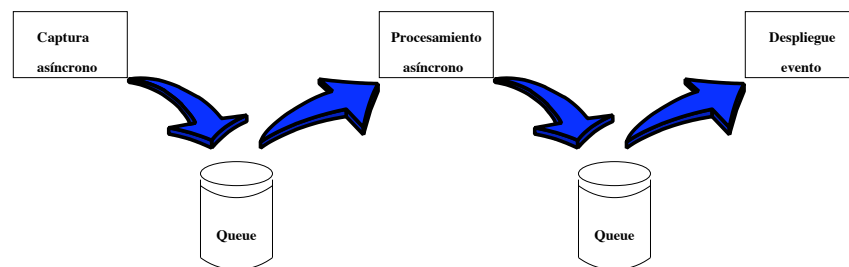 Captura
asíncrono
Procesamiento
asíncrono
Despliegue
evento
Queue
Queue